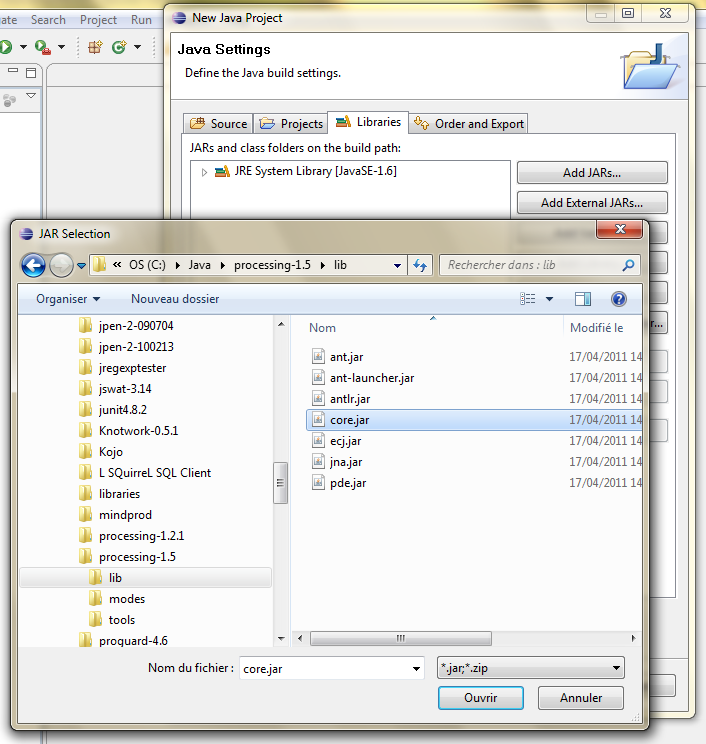 New Java Project
gate Search Project Run
Java Settings
Define the Java build settings.
Source Projects Libraries Order and Export
JARs and class folders on the build path:
JRE System Library [JavaSE-1.6]
Add JARs...
Add External JARs...
JAR Selection
« OS (C:) Java processing-1.5 lib
Rechercher dans : lib
Organiser Nouveau dossier
Nom Modifié le
jpen-2-090704
jpen-2-100213
jregexptester
jswat-3.14
junit4.8.2
Knotwork-0.5.1
Kojo
L SQuirreL SQL Client
libraries
mindprod
processing-1.2.1
processing-1.5
lib
modes
tools
proguard-4.6
ant.jar 17/04/2011 14
ant-launcher.jar 17/04/2011 14
antlr.jar 17/04/2011 14
core.jar 17/04/2011 14
ecj.jar 17/04/2011 14
jna.jar 17/04/2011 14
pde.jar 17/04/2011 14
r...
Nom du fichier : core.jar *.jar;*.zip
Ouvrir Annuler